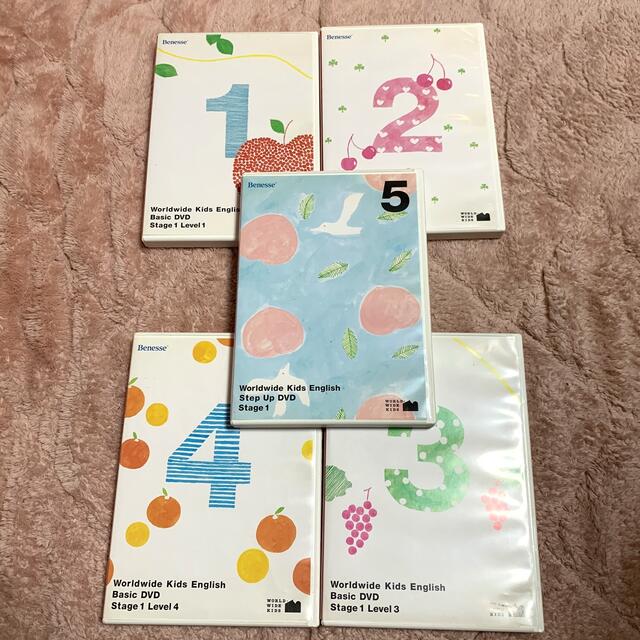 Benesse
1
Worldwide Kids English
Basic DVD
Stage 1 Level 1
Benesse
2
WORLD
WIDE
KIDS
Benesse
5
Worldwide Kids English
Step Up DVD
Stage 1
WORLD
WIDE
KIDS
Benesse
4
Worldwide Kids English
Basic DVD
Stage 1 Level 4
WORLD
WIDE
KIDS
3
Worldwide Kids English
Basic DVD
Stage 1 Level 3